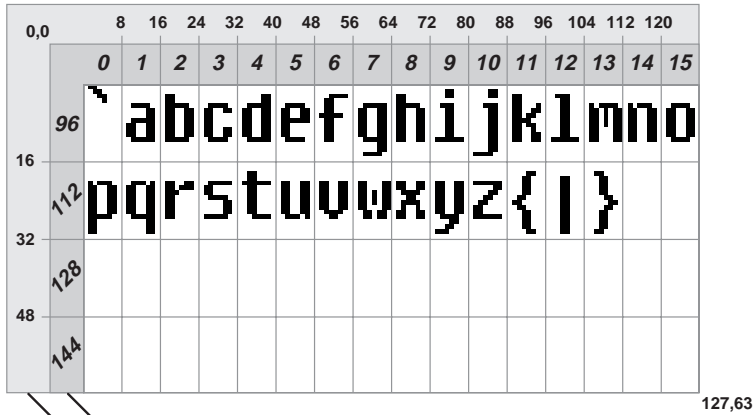 0,0 8 16 24 32 40 48 56 64 72 80 88 96 104 112 120
0 1 2 3 4 5 6 7 8 9 10 11 12 13 14 15
96 ` a b c d e f g h i j k l m n o
16
112 p q r s t u v w x y z { | }
32
128
48
144
127,63